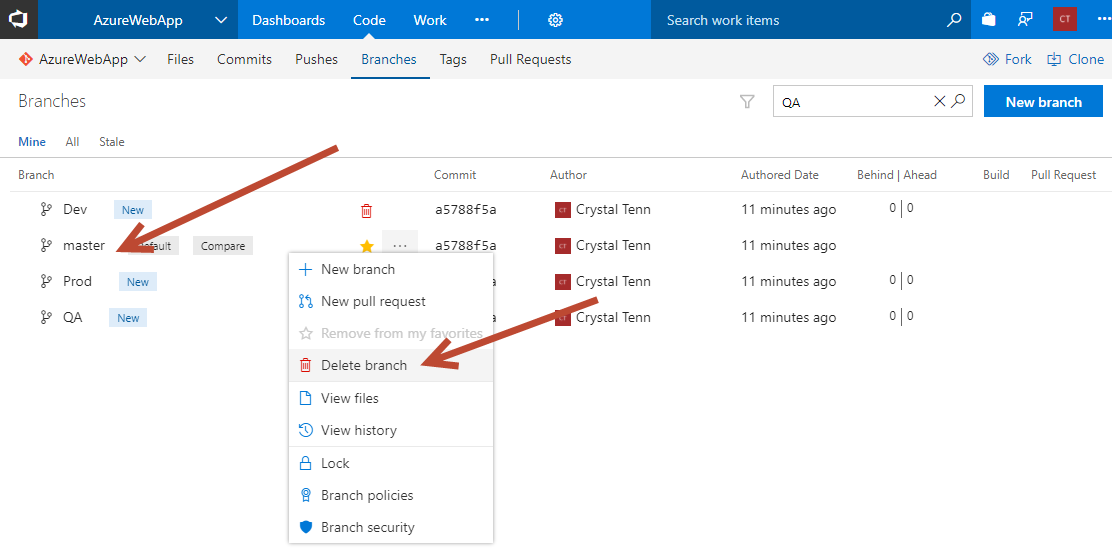 AzureWebApp Dashboards Code Work ••• Search work items CT •••
AzureWebApp Files Commits Pushes Branches Tags Pull Requests Fork Clone
Branches QA New branch
Mine All Stale
Branch Commit Author Authored Date Behind | Ahead Build Pull Request
Dev New a5788f5a CT Crystal Tenn 11 minutes ago 0 | 0
master Compare ... a5788f5a CT Crystal Tenn 11 minutes ago
Prod New CT Crystal Tenn 11 minutes ago 0 | 0
QA New CT Crystal Tenn 11 minutes ago 0 | 0
New branch
New pull request
Remove from my favorites
Delete branch
View files
View history
Lock
Branch policies
Branch security